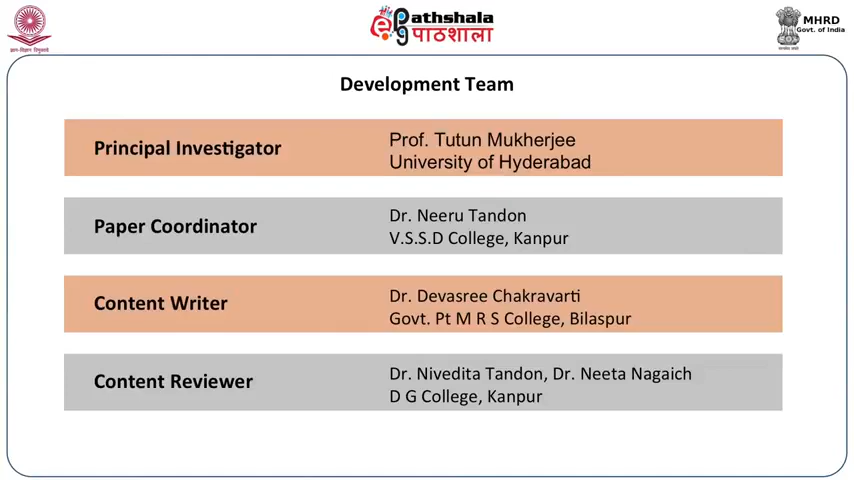 ePathshala
पाठशाला
MHRD
Govt. of India
ज्ञान-विज्ञान विमुक्तये
Development Team
Principal Investigator
Prof. Tutun Mukherjee
University of Hyderabad
Paper Coordinator
Dr. Neeru Tandon
V.S.S.D College, Kanpur
Content Writer
Dr. Devasree Chakravarti
Govt. Pt M R S College, Bilaspur
Content Reviewer
Dr. Nivedita Tandon, Dr. Neeta Nagaich
D G College, Kanpur